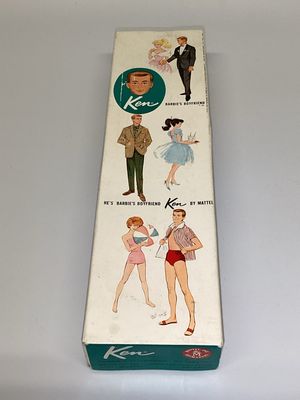 Ken
BARBIE'S BOYFRIEND
HE'S BARBIE'S BOYFRIEND Ken BY MATTEL
Ken